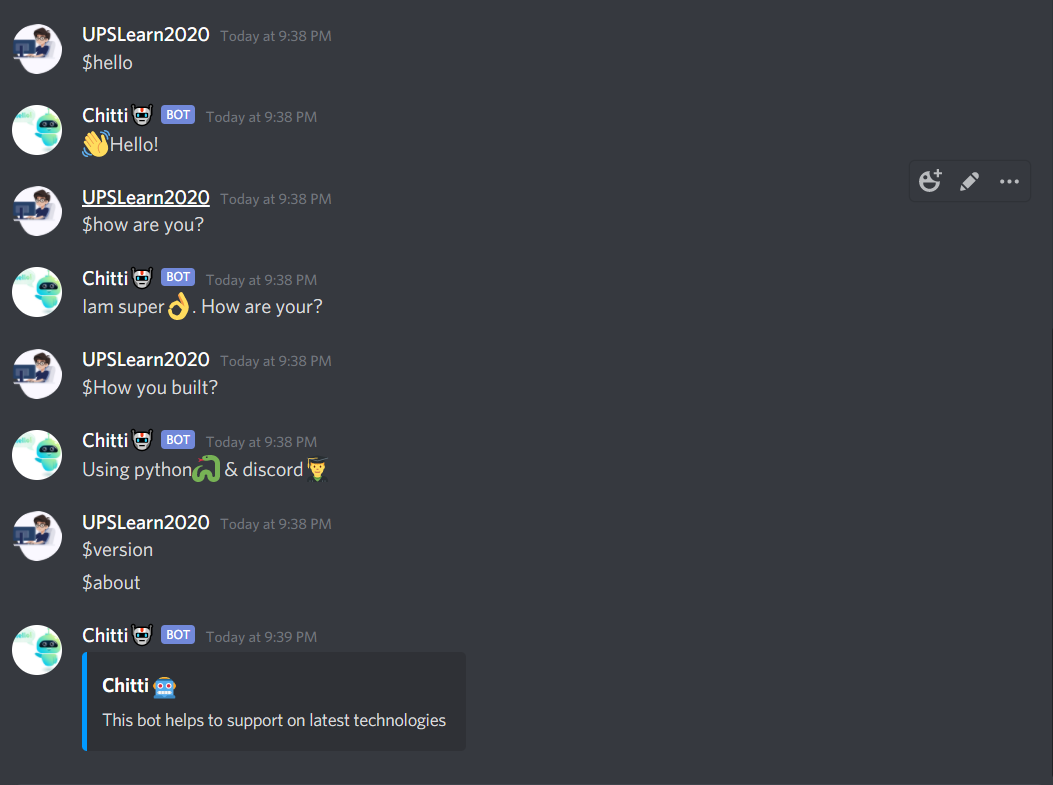 UPSLearn2020 Today at 9:38 PM
$hello
Chitti🤖 BOT Today at 9:38 PM
👋Hello!
UPSLearn2020 Today at 9:38 PM
$how are you?
Chitti🤖 BOT Today at 9:38 PM
Iam super👌. How are your?
UPSLearn2020 Today at 9:38 PM
$How you built?
Chitti🤖 BOT Today at 9:38 PM
Using python🐍 & discord👨‍🎓
UPSLearn2020 Today at 9:38 PM
$version
$about
Chitti🤖 BOT Today at 9:39 PM
Chitti 🤖
This bot helps to support on latest technologies